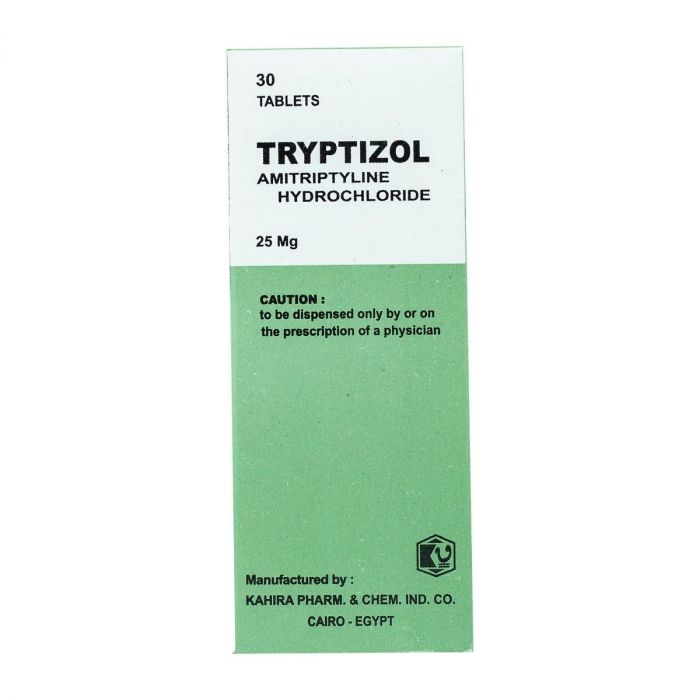 30
TABLETS
TRYPTIZOL
AMITRIPTYLINE
HYDROCHLORIDE
25 Mg
CAUTION :
to be dispensed only by or on
the prescription of a physician
Manufactured by :
KAHIRA PHARM. & CHEM. IND. CO.
CAIRO - EGYPT